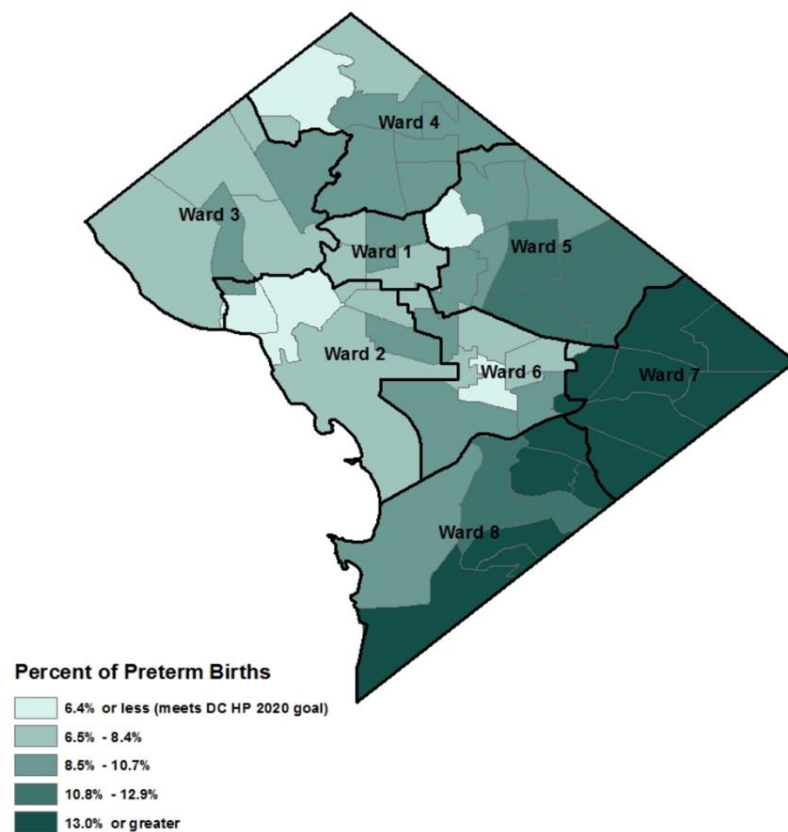 Ward 4
Ward 3
Ward 1
Ward 5
Ward 2
Ward 6
Ward 7
Ward 8
Percent of Preterm Births
6.4% or less (meets DC HP 2020 goal)
6.5% - 8.4%
8.5% - 10.7%
10.8% - 12.9%
13.0% or greater